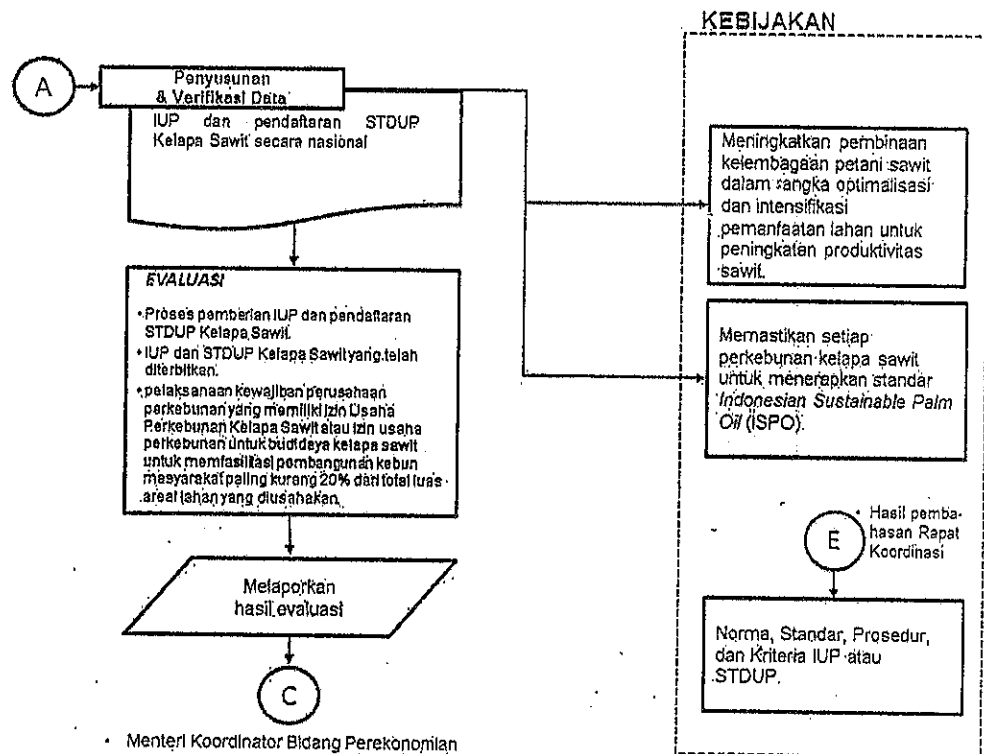 KEBIJAKAN
A
Penyusunan
& Verifikasi Data
IUP dan pendaftaran STDUP
Kelapa Sawit secara nasional
EVALUASI
• Proses pemberian IUP dan pendaftaran
STDUP Kelapa Sawit.
• IUP dan STDUP Kelapa Sawit yang telah
diterbitkan.
• pelaksanaan kewajiban perusahaan
perkebunan yang memiliki Izin Usaha
Perkebunan Kelapa Sawit atau izin usaha
perkebunan untuk budidaya kelapa sawit
untuk memfasilitasi pembangunan kebun
masyarakat paling kurang 20% dari total luas
areal lahan yang diusahakan.
Melaporkan
hasil evaluasi
C
• Menteri Koordinator Bidang Perekonomian
Meningkatkan pembinaan
kelembagaan petani sawit
dalam rangka optimalisasi
dan intensifikasi
pemanfaatan lahan untuk
peningkatan produktivitas
sawit.
Memastikan setiap
perkebunan kelapa sawit
untuk menerapkan standar
Indonesian Sustainable Palm
Oil (ISPO).
E
• Hasil pemba-
hasan Rapat
Koordinasi
Norma, Standar, Prosedur,
dan Kriteria IUP atau
STDUP.